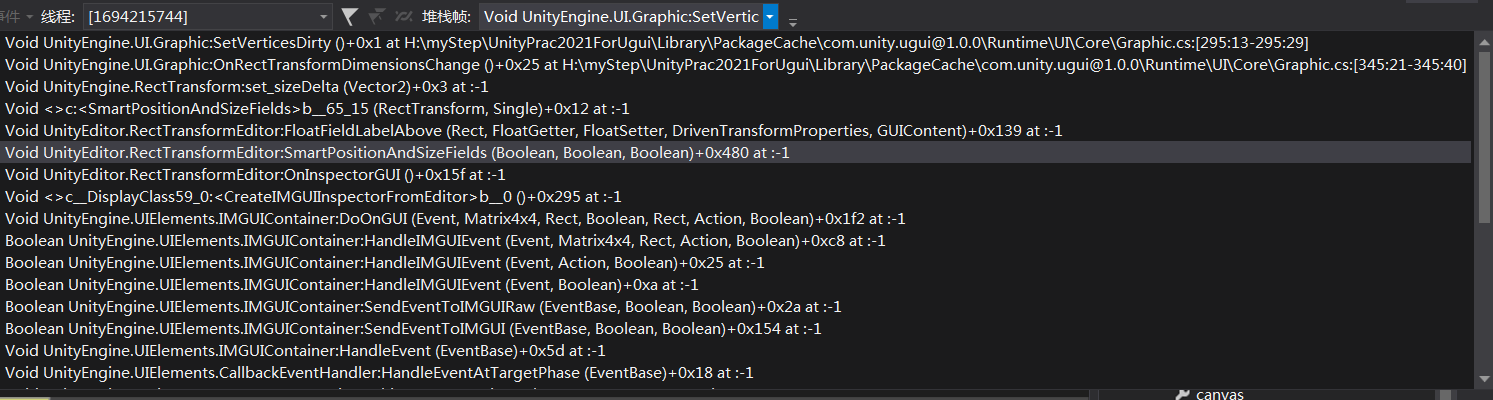 事件 线程: [1694215744] 堆栈帧: Void UnityEngine.UI.Graphic:SetVertic
Void UnityEngine.UI.Graphic:SetVerticesDirty ()+0x1 at H:\myStep\UnityPrac2021ForUgui\Library\PackageCache\com.unity.ugui@1.0.0\Runtime\UI\Core\Graphic.cs:[295:13-295:29]
Void UnityEngine.UI.Graphic:OnRectTransformDimensionsChange ()+0x25 at H:\myStep\UnityPrac2021ForUgui\Library\PackageCache\com.unity.ugui@1.0.0\Runtime\UI\Core\Graphic.cs:[345:21-345:40]
Void UnityEngine.RectTransform:set_sizeDelta (Vector2)+0x3 at :-1
Void <>c:<SmartPositionAndSizeFields>b__65_15 (RectTransform, Single)+0x12 at :-1
Void UnityEditor.RectTransformEditor:FloatFieldLabelAbove (Rect, FloatGetter, FloatSetter, DrivenTransformProperties, GUIContent)+0x139 at :-1
Void UnityEditor.RectTransformEditor:SmartPositionAndSizeFields (Boolean, Boolean, Boolean)+0x480 at :-1
Void UnityEditor.RectTransformEditor:OnInspectorGUI ()+0x15f at :-1
Void <>c__DisplayClass59_0:<CreateIMGUIInspectorFromEditor>b__0 ()+0x295 at :-1
Void UnityEngine.UIElements.IMGUIContainer:DoOnGUI (Event, Matrix4x4, Rect, Boolean, Rect, Action, Boolean)+0x1f2 at :-1
Boolean UnityEngine.UIElements.IMGUIContainer:HandleIMGUIEvent (Event, Matrix4x4, Rect, Action, Boolean)+0xc8 at :-1
Boolean UnityEngine.UIElements.IMGUIContainer:HandleIMGUIEvent (Event, Action, Boolean)+0x25 at :-1
Boolean UnityEngine.UIElements.IMGUIContainer:HandleIMGUIEvent (Event, Boolean)+0xa at :-1
Boolean UnityEngine.UIElements.IMGUIContainer:SendEventToIMGUIRaw (EventBase, Boolean, Boolean)+0x2a at :-1
Boolean UnityEngine.UIElements.IMGUIContainer:SendEventToIMGUI (EventBase, Boolean, Boolean)+0x154 at :-1
Void UnityEngine.UIElements.IMGUIContainer:HandleEvent (EventBase)+0x5d at :-1
Void UnityEngine.UIElements.CallbackEventHandler:HandleEventAtTargetPhase (EventBase)+0x18 at :-1
canvas